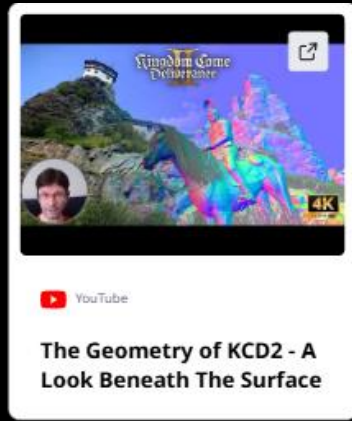 Kingdom Come
II
Deliverance
4K
YouTube
The Geometry of KCD2 - A
Look Beneath The Surface